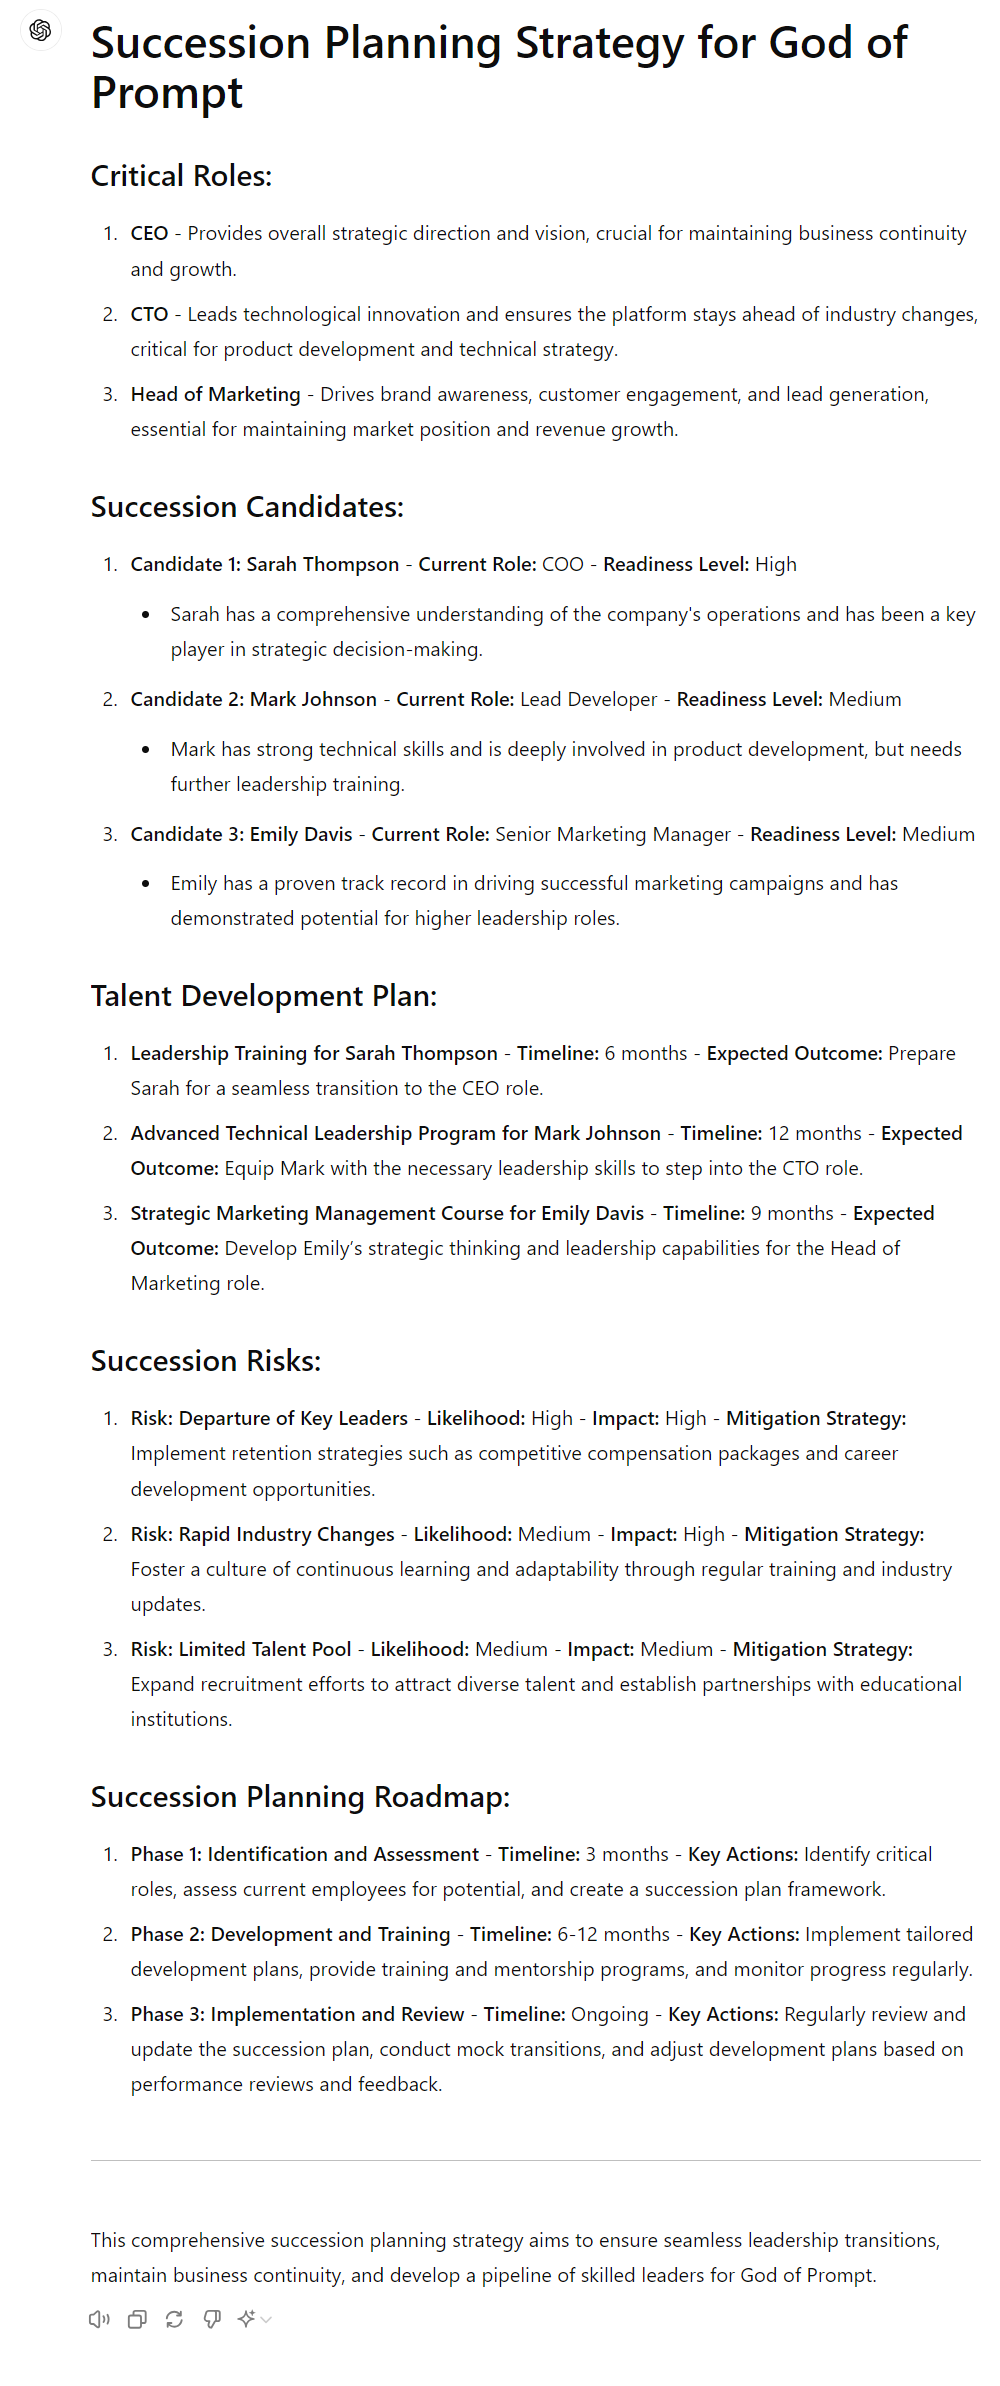 Succession Planning Strategy for God of
Prompt
Critical Roles:
1. CEO - Provides overall strategic direction and vision, crucial for maintaining business continuity
and growth.
2. CTO - Leads technological innovation and ensures the platform stays ahead of industry changes,
critical for product development and technical strategy.
3. Head of Marketing - Drives brand awareness, customer engagement, and lead generation,
essential for maintaining market position and revenue growth.
Succession Candidates:
1. Candidate 1: Sarah Thompson - Current Role: COO - Readiness Level: High
• Sarah has a comprehensive understanding of the company's operations and has been a key
player in strategic decision-making.
2. Candidate 2: Mark Johnson - Current Role: Lead Developer - Readiness Level: Medium
• Mark has strong technical skills and is deeply involved in product development, but needs
further leadership training.
3. Candidate 3: Emily Davis - Current Role: Senior Marketing Manager - Readiness Level: Medium
• Emily has a proven track record in driving successful marketing campaigns and has
demonstrated potential for higher leadership roles.
Talent Development Plan:
1. Leadership Training for Sarah Thompson - Timeline: 6 months - Expected Outcome: Prepare
Sarah for a seamless transition to the CEO role.
2. Advanced Technical Leadership Program for Mark Johnson - Timeline: 12 months - Expected
Outcome: Equip Mark with the necessary leadership skills to step into the CTO role.
3. Strategic Marketing Management Course for Emily Davis - Timeline: 9 months - Expected
Outcome: Develop Emily’s strategic thinking and leadership capabilities for the Head of
Marketing role.
Succession Risks:
1. Risk: Departure of Key Leaders - Likelihood: High - Impact: High - Mitigation Strategy:
Implement retention strategies such as competitive compensation packages and career
development opportunities.
2. Risk: Rapid Industry Changes - Likelihood: Medium - Impact: High - Mitigation Strategy:
Foster a culture of continuous learning and adaptability through regular training and industry
updates.
3. Risk: Limited Talent Pool - Likelihood: Medium - Impact: Medium - Mitigation Strategy:
Expand recruitment efforts to attract diverse talent and establish partnerships with educational
institutions.
Succession Planning Roadmap:
1. Phase 1: Identification and Assessment - Timeline: 3 months - Key Actions: Identify critical
roles, assess current employees for potential, and create a succession plan framework.
2. Phase 2: Development and Training - Timeline: 6-12 months - Key Actions: Implement tailored
development plans, provide training and mentorship programs, and monitor progress regularly.
3. Phase 3: Implementation and Review - Timeline: Ongoing - Key Actions: Regularly review and
update the succession plan, conduct mock transitions, and adjust development plans based on
performance reviews and feedback.
This comprehensive succession planning strategy aims to ensure seamless leadership transitions,
maintain business continuity, and develop a pipeline of skilled leaders for God of Prompt.